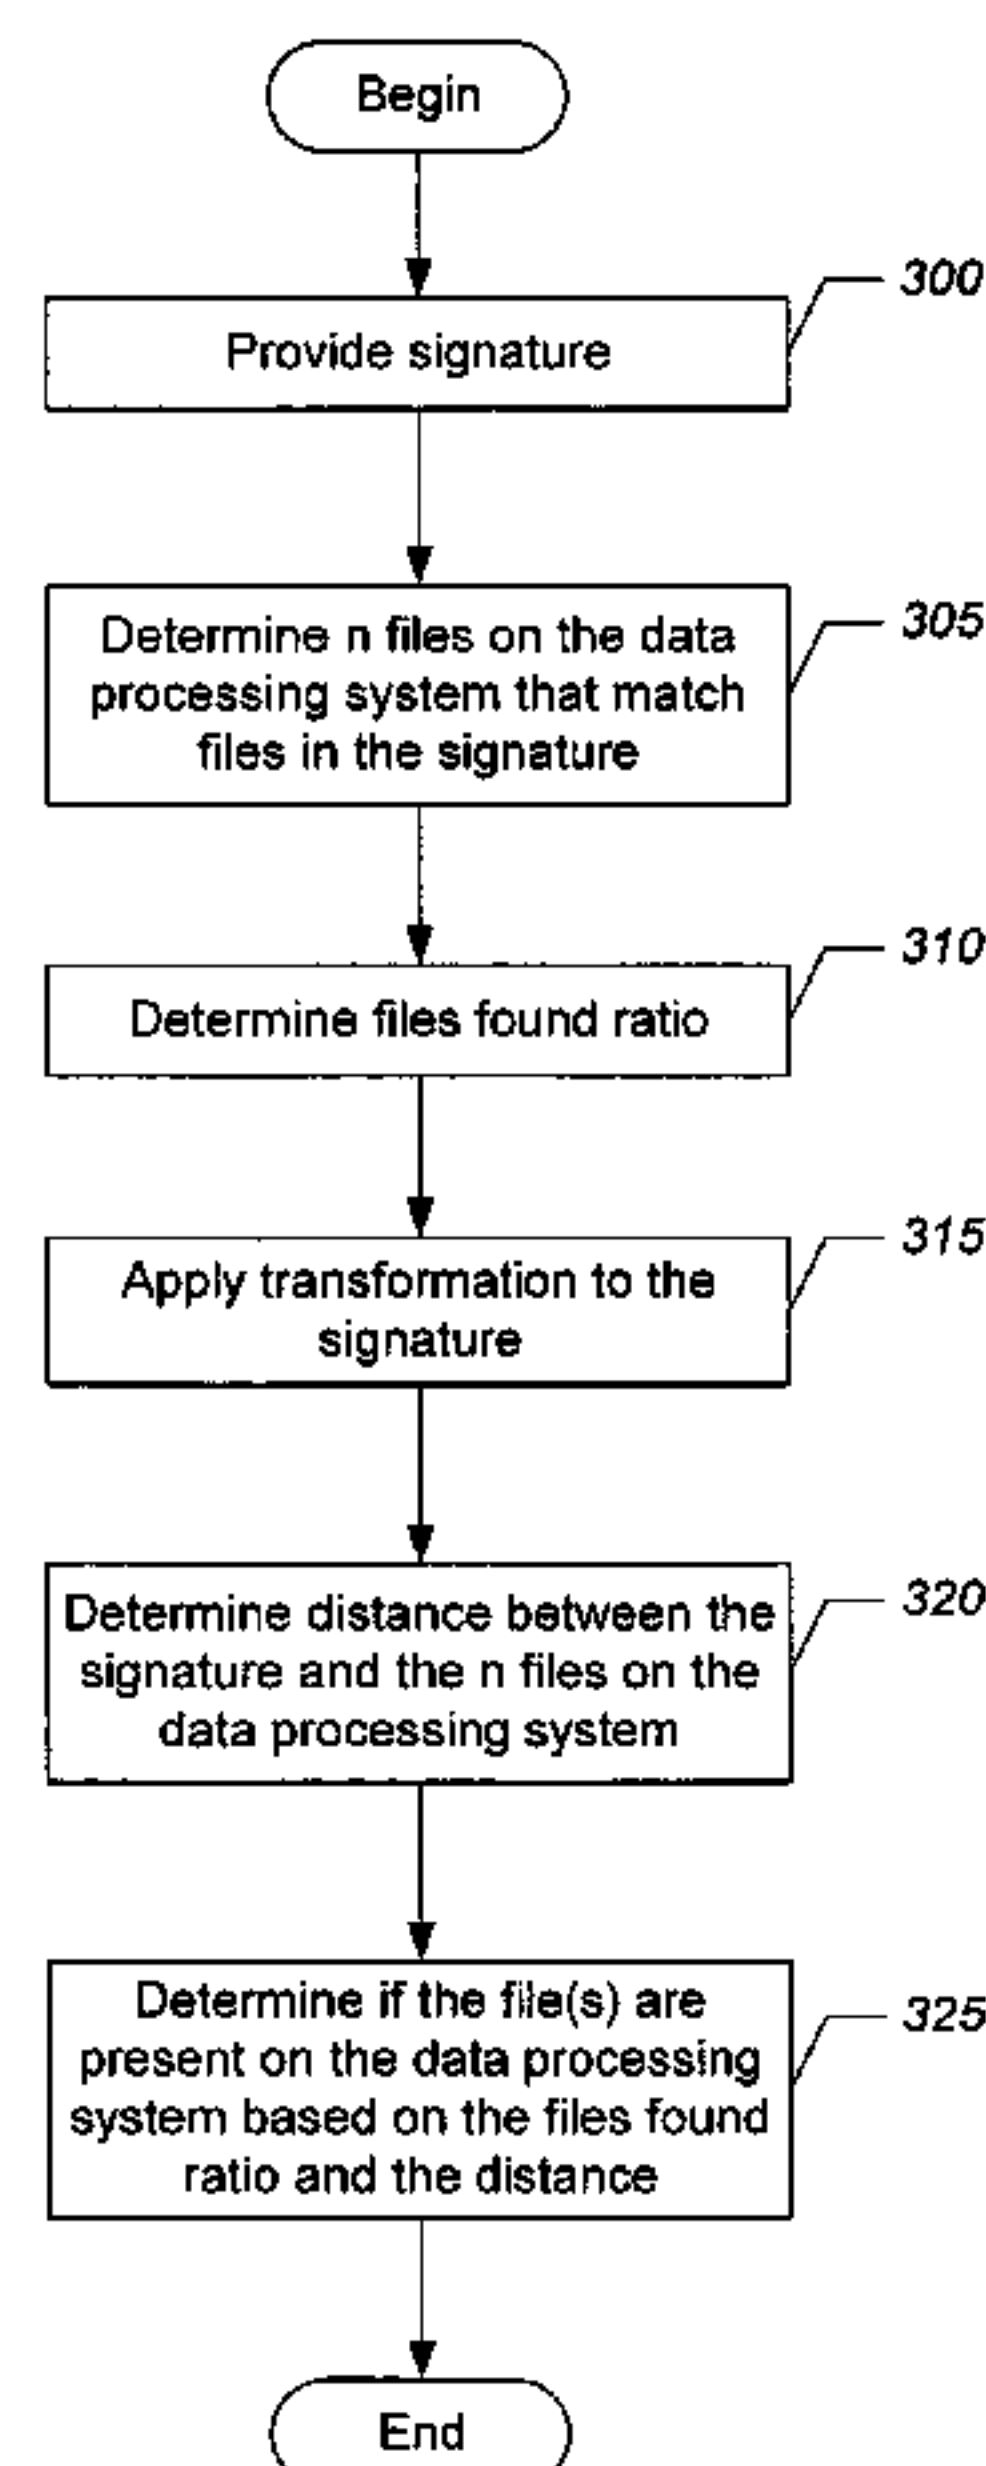 Begin
300
Provide signature
305
Determine n files on the data
processing system that match
files in the signature
310
Determine files found ratio
315
Apply transformation to the
signature
320
Determine distance between the
signature and the n files on the
data processing system
325
Determine if the file(s) are
present on the data processing
system based on the files found
ratio and the distance
End